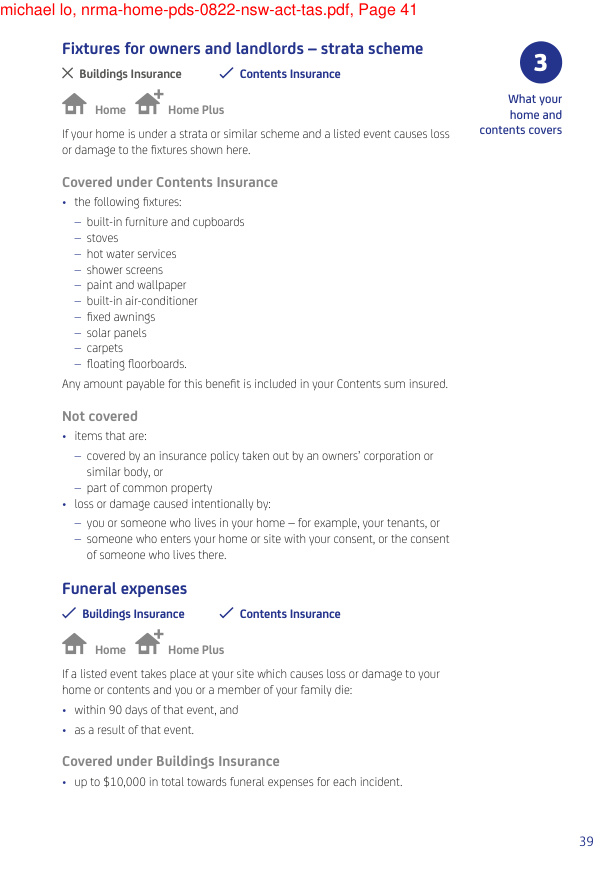 michael lo, nrma-home-pds-0822-nsw-act-tas.pdf, Page 41
Fixtures for owners and landlords – strata scheme
Buildings Insurance
Contents Insurance
Home
Home Plus
3
What your
home and
contents covers
If your home is under a strata or similar scheme and a listed event causes loss
or damage to the fixtures shown here.
Covered under Contents Insurance
• the following fixtures:
– built-in furniture and cupboards
– stoves
– hot water services
– shower screens
– paint and wallpaper
– built-in air-conditioner
– fixed awnings
– solar panels
– carpets
– floating floorboards.
Any amount payable for this benefit is included in your Contents sum insured.
Not covered
• items that are:
– covered by an insurance policy taken out by an owners' corporation or
similar body, or
– part of common property
• loss or damage caused intentionally by:
– you or someone who lives in your home – for example, your tenants, or
– someone who enters your home or site with your consent, or the consent
of someone who lives there.
Funeral expenses
Buildings Insurance
Contents Insurance
Home
Home Plus
If a listed event takes place at your site which causes loss or damage to your
home or contents and you or a member of your family die:
• within 90 days of that event, and
• as a result of that event.
Covered under Buildings Insurance
• up to $10,000 in total towards funeral expenses for each incident.
39